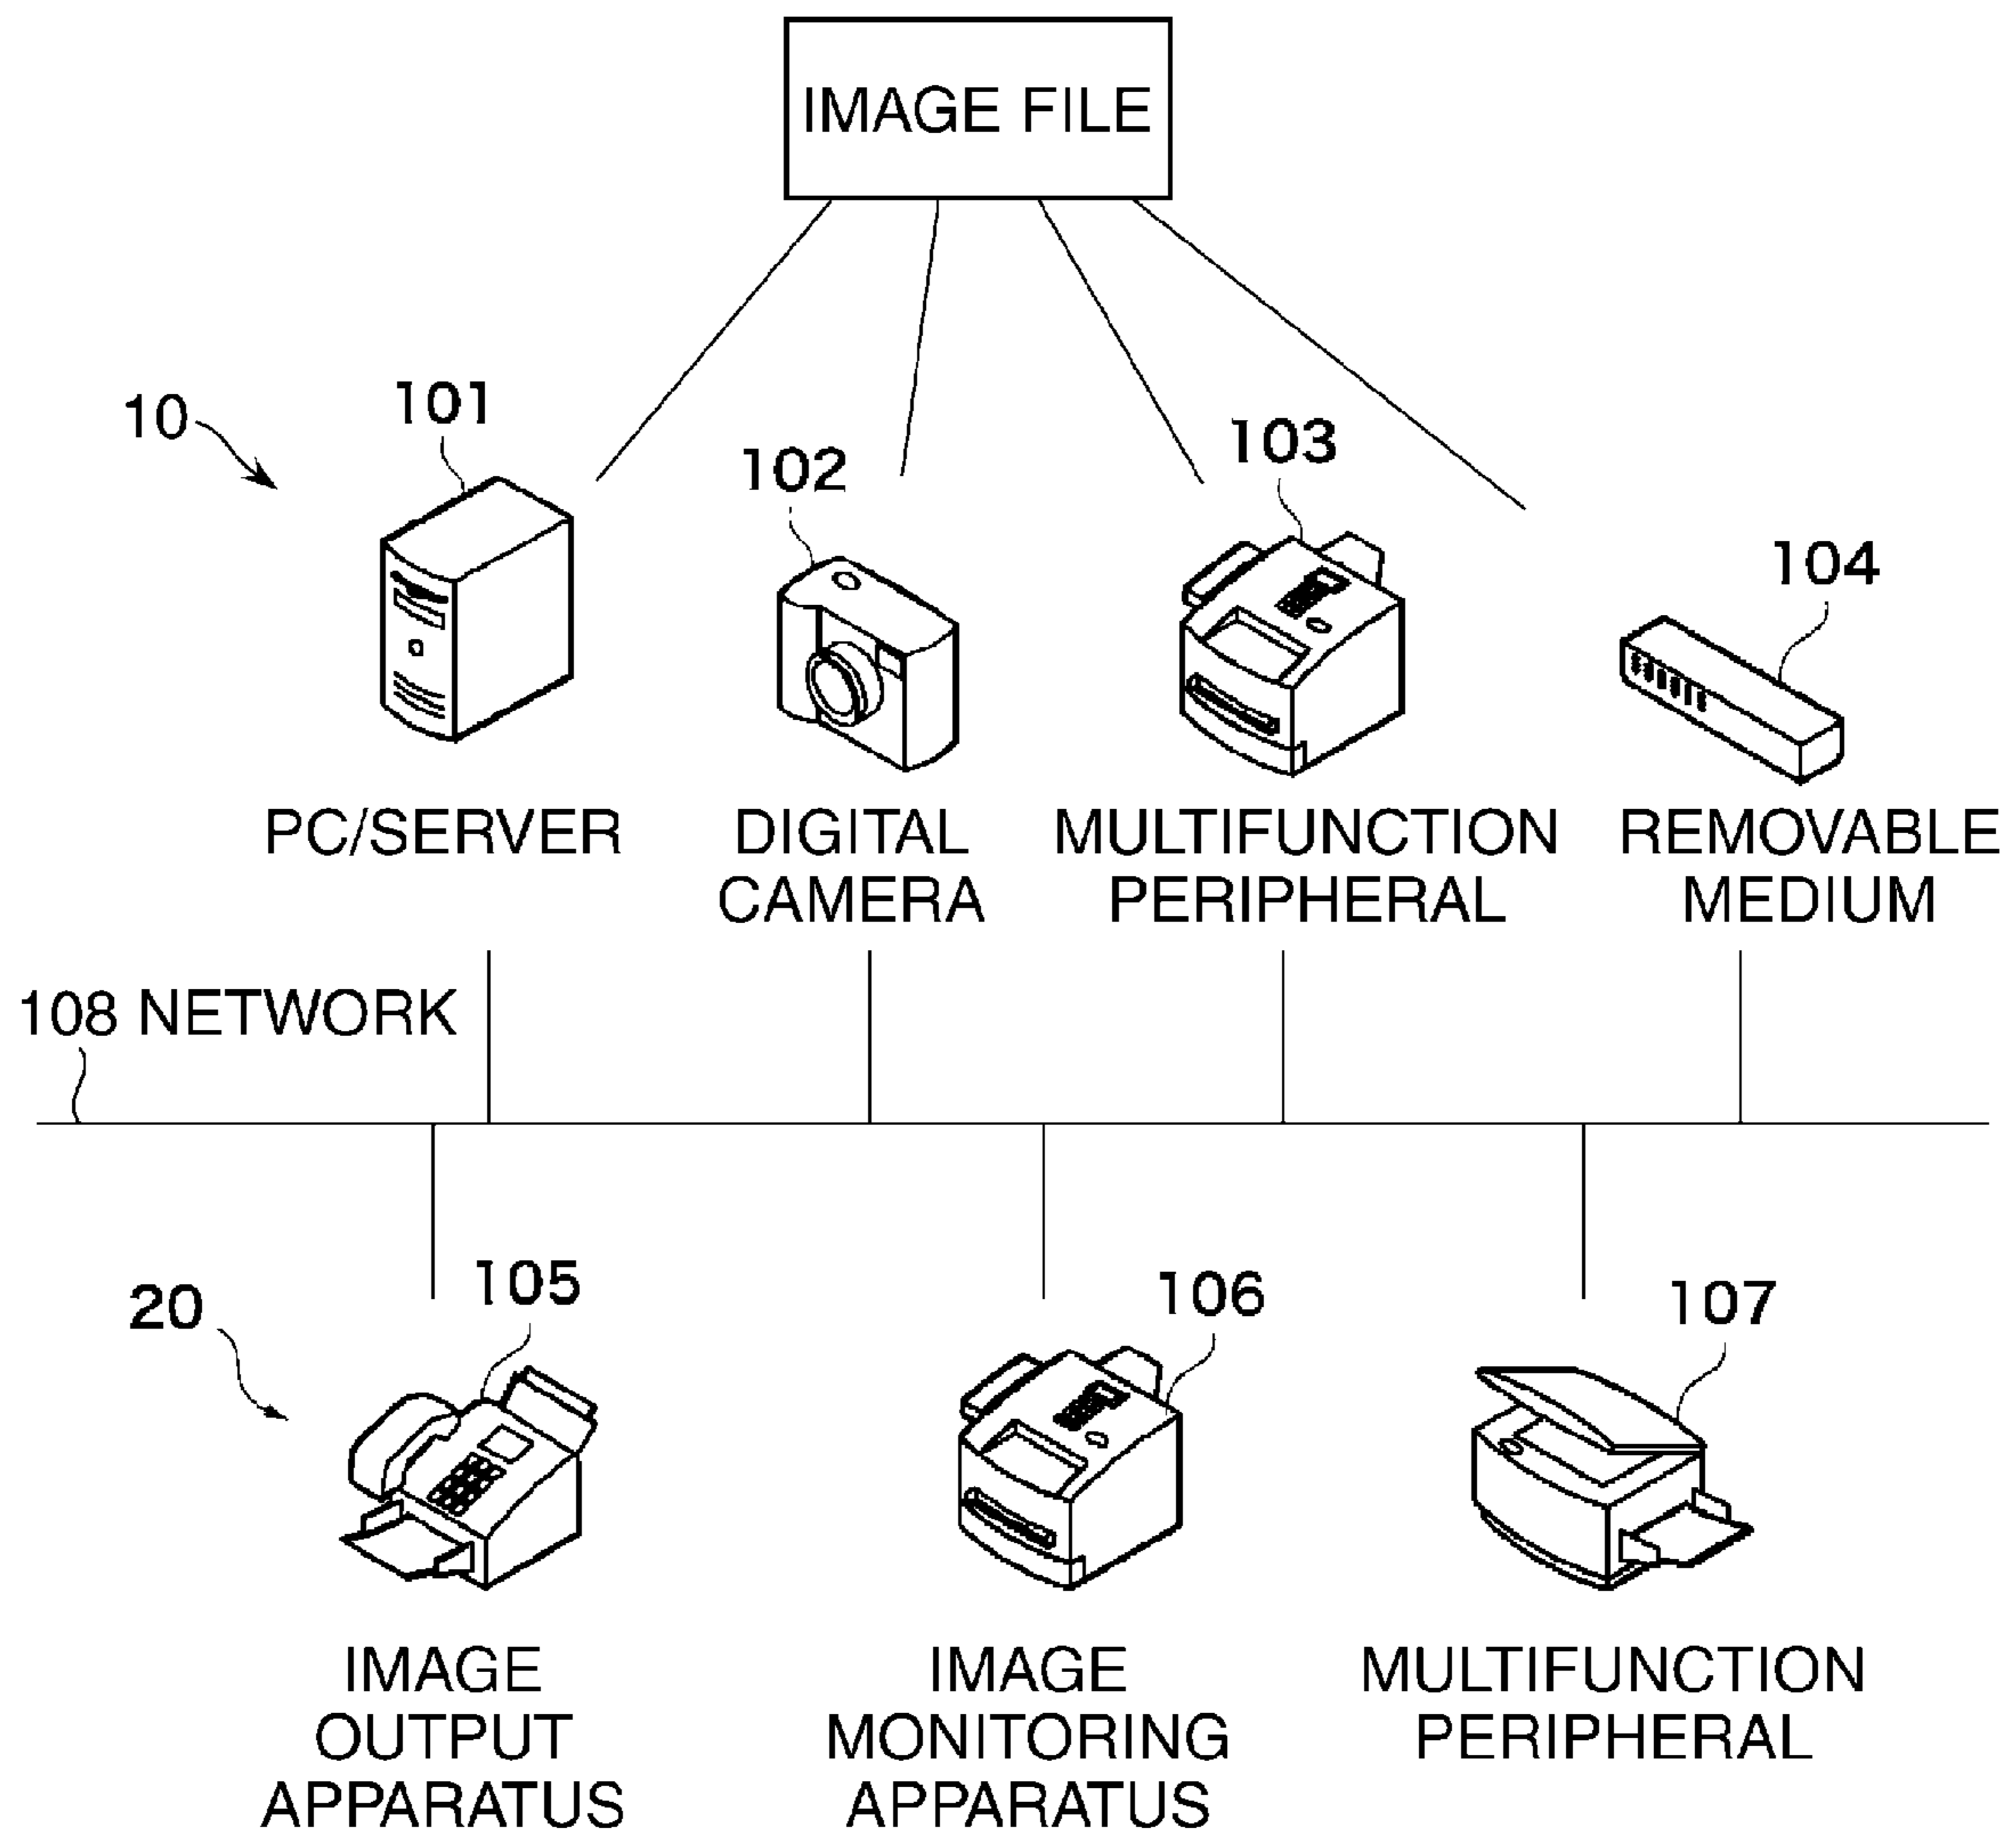 IMAGE FILE
10
101
102
103
104
PC/SERVER
DIGITAL
CAMERA
MULTIFUNCTION
PERIPHERAL
REMOVABLE
MEDIUM
108 NETWORK
20
105
106
107
IMAGE
OUTPUT
APPARATUS
IMAGE
MONITORING
APPARATUS
MULTIFUNCTION
PERIPHERAL